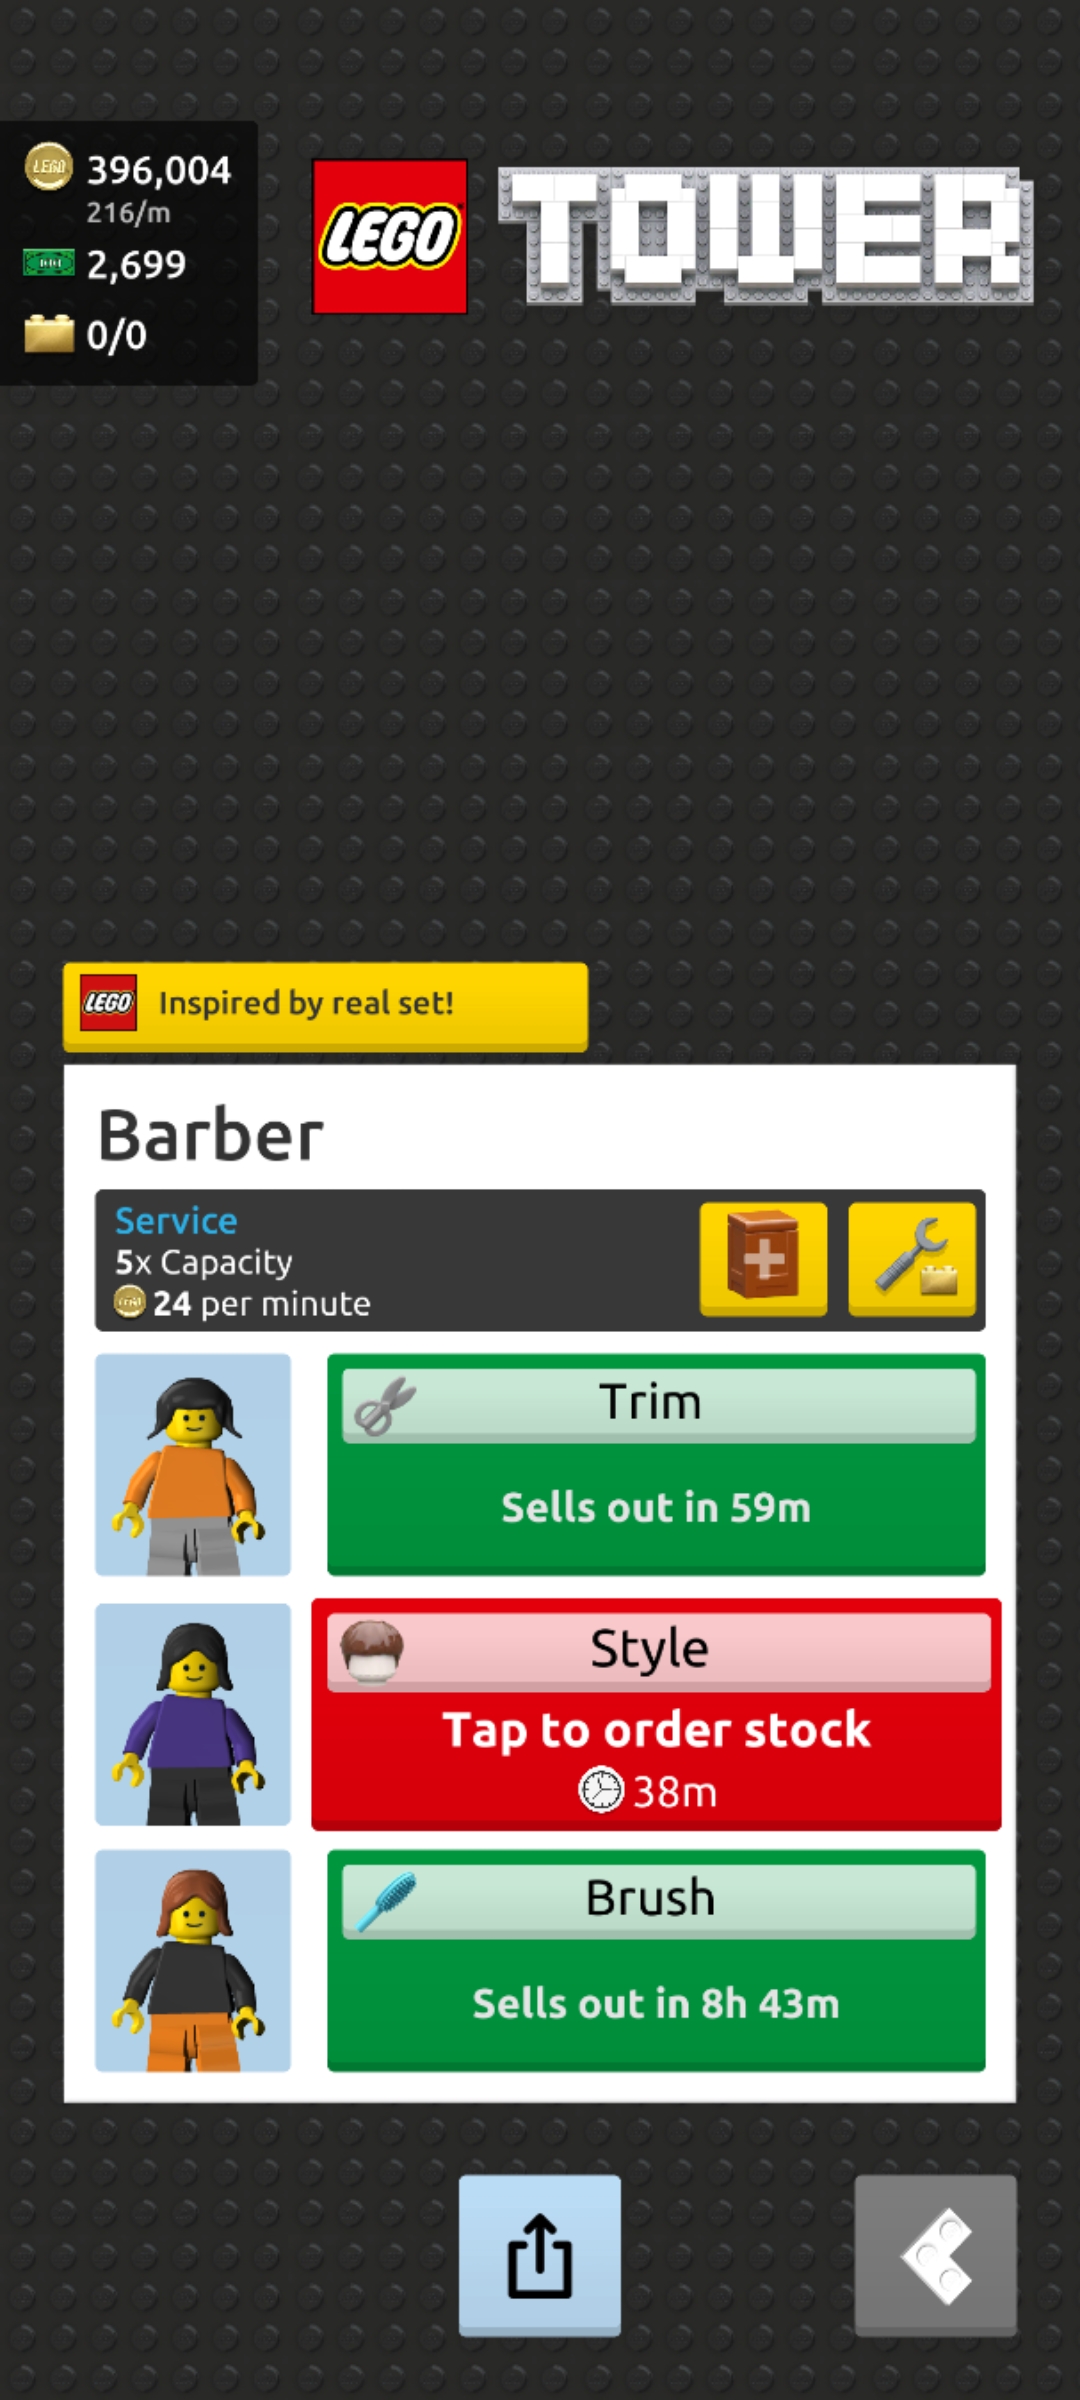 396,004
216/m
2,699
0/0
LEGO TOWER
LEGO Inspired by real set!
Barber
Service
5x Capacity
24 per minute
Trim
Sells out in 59m
Style
Tap to order stock
38m
Brush
Sells out in 8h 43m